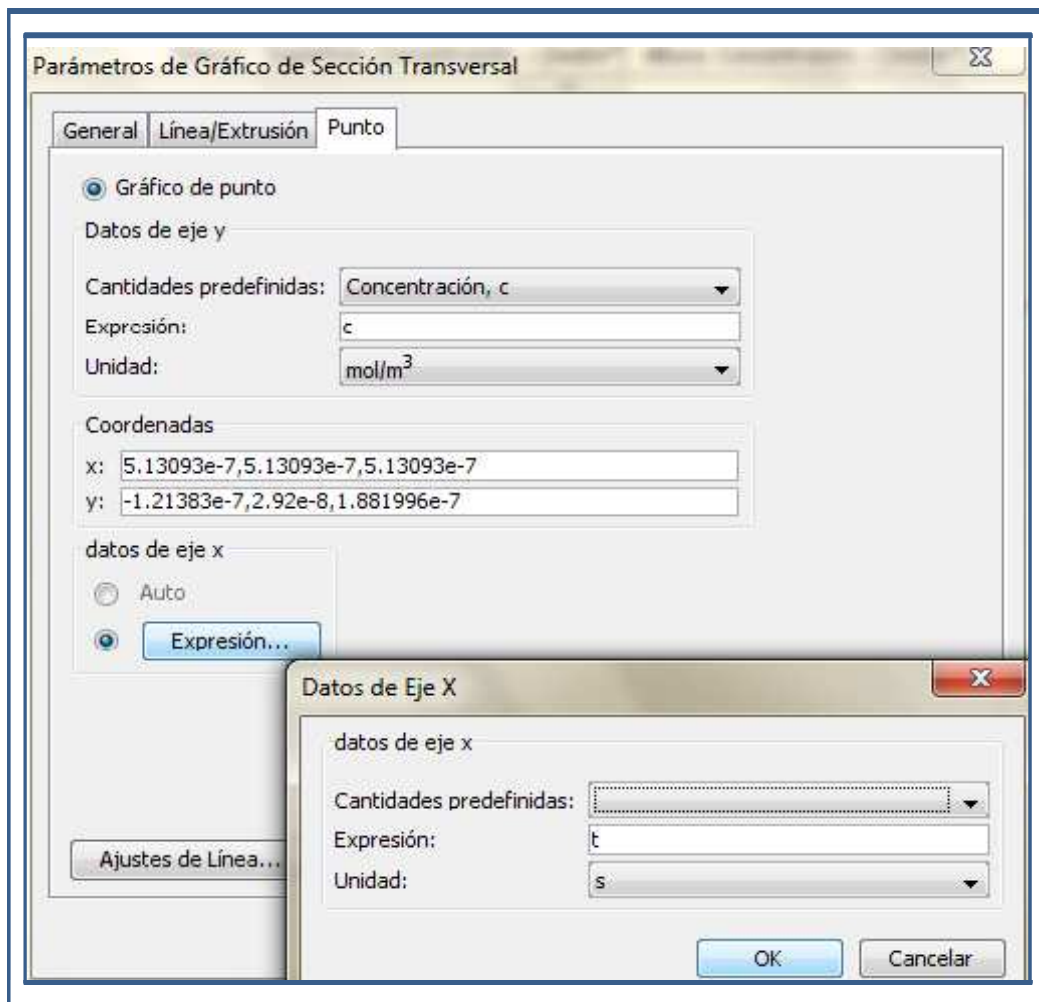 Parámetros de Gráfico de Sección Transversal
General Línea/Extrusión Punto
Gráfico de punto
Datos de eje y
Cantidades predefinidas: Concentración, c
Expresión: c
Unidad: mol/m³
Coordenadas
x: 5.13093e-7,5.13093e-7,5.13093e-7
y: -1.21383e-7,2.92e-8,1.881996e-7
datos de eje x
Auto
Expresión...
Ajustes de Línea...
Datos de Eje X
datos de eje x
Cantidades predefinidas:
Expresión: t
Unidad: s
OK Cancelar